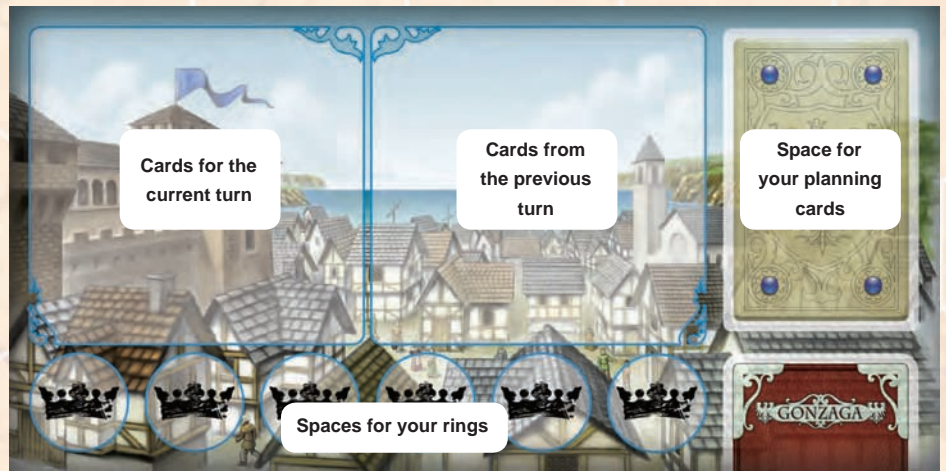 Cards for the
current turn
Cards from
the previous
turn
Space for
your planning
cards
Spaces for your rings
GONZAGA